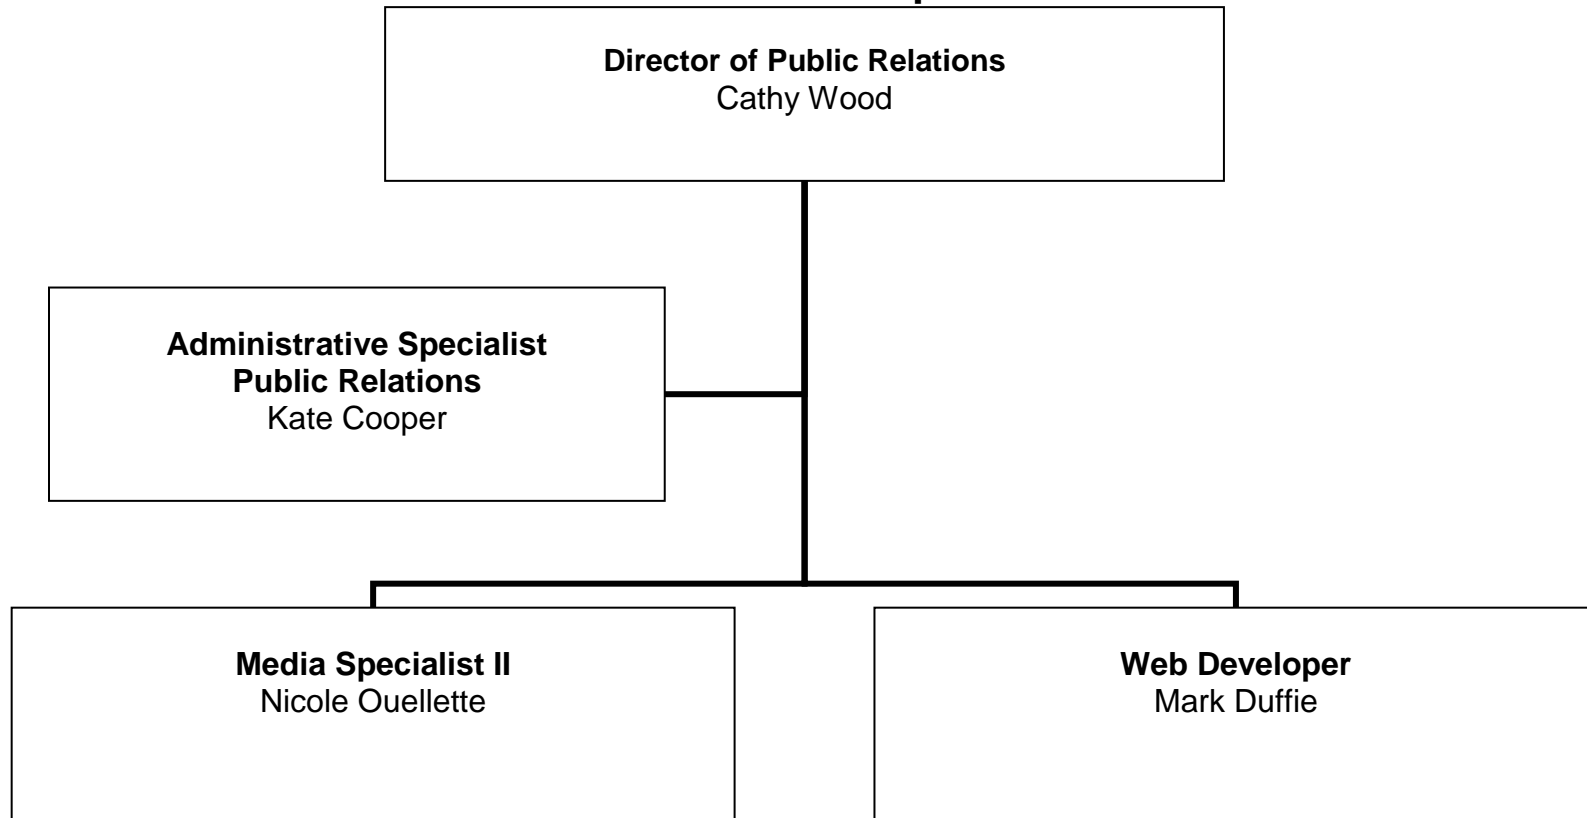 Director of Public Relations
Cathy Wood
Administrative Specialist
Public Relations
Kate Cooper
Media Specialist II
Nicole Ouellette
Web Developer
Mark Duffie